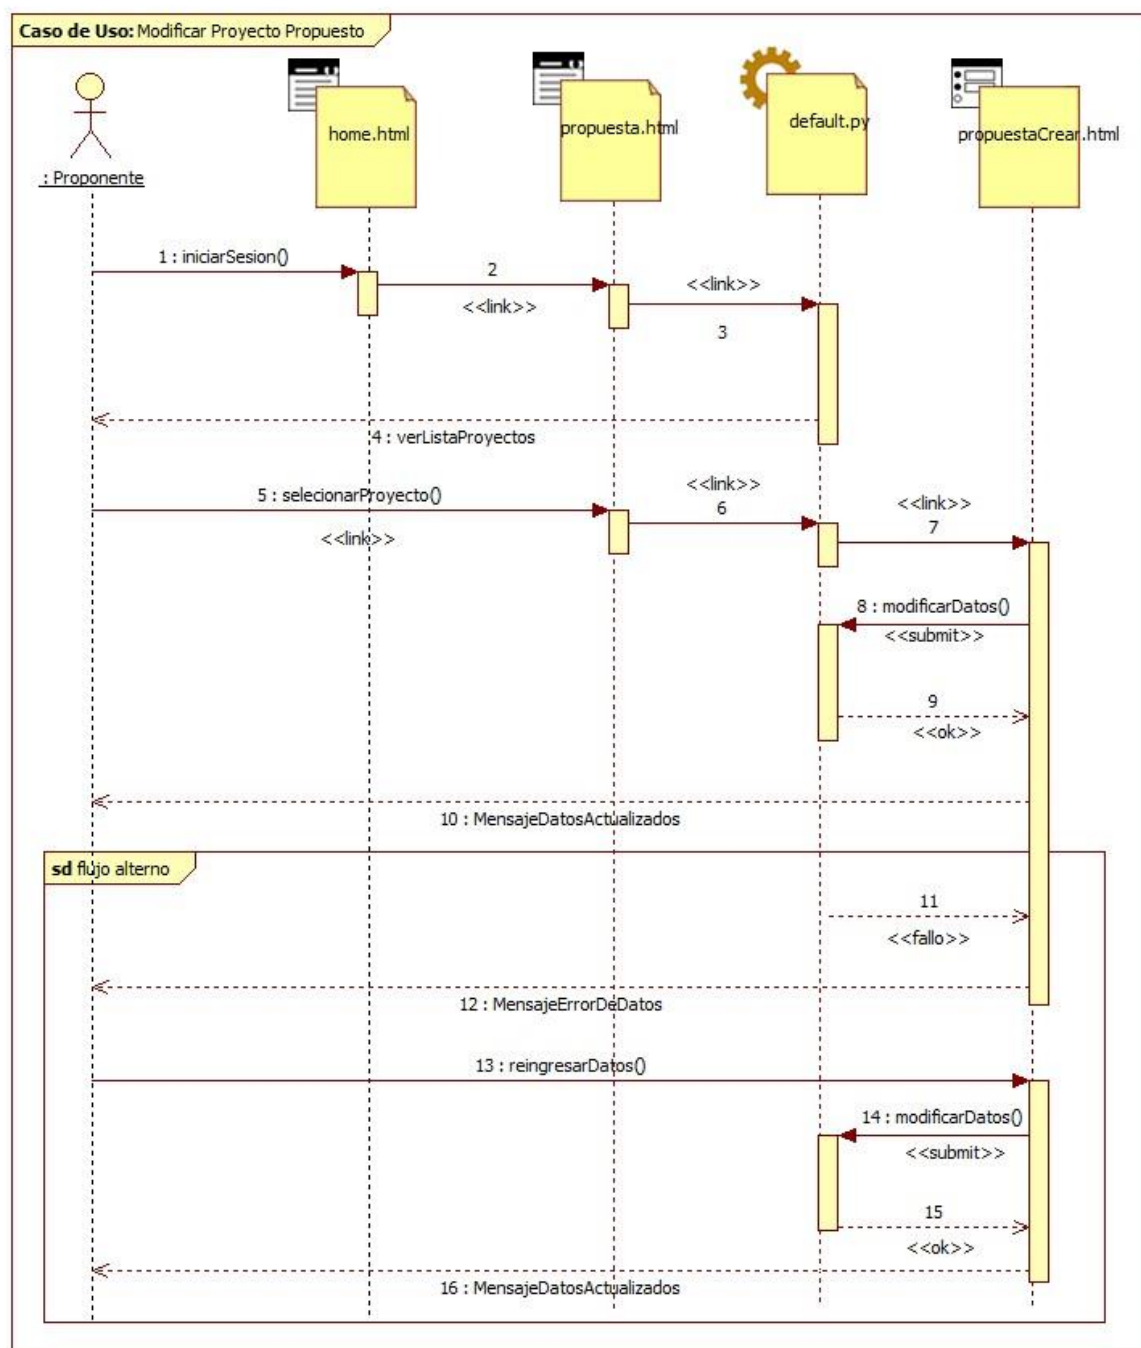 Caso de Uso: Modificar Proyecto Propuesto
: Proponente
home.html
propuesta.html
default.py
propuestaCrear.html
1 : iniciarSesion()
2
<<link>>
<<link>>
3
4 : verListaProyectos
5 : selecionarProyecto()
<<link>>
<<link>>
6
<<link>>
7
8 : modificarDatos()
<<submit>>
9
<<ok>>
10 : MensajeDatosActualizados
sd flujo alterno
11
<<fallo>>
12 : MensajeErrorDeDatos
13 : reingresarDatos()
14 : modificarDatos()
<<submit>>
15
<<ok>>
16 : MensajeDatosActualizados